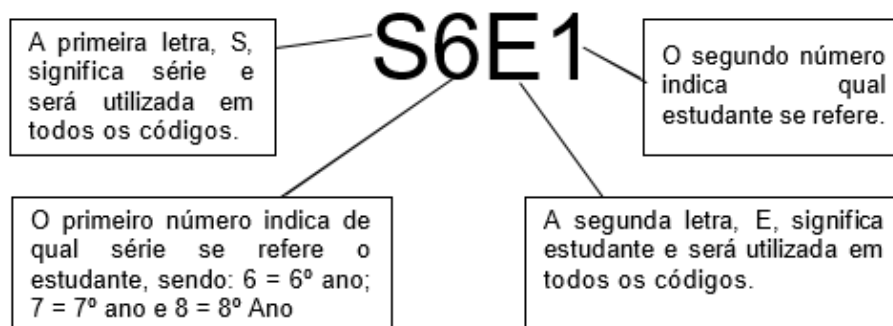 S6E1
A primeira letra, S,
significa série e
será utilizada em
todos os códigos.
O segundo número
indica qual
estudante se refere.
O primeiro número indica de
qual série se refere o
estudante, sendo: 6 = 6º ano;
7 = 7º ano e 8 = 8º Ano
A segunda letra, E, significa
estudante e será utilizada em
todos os códigos.